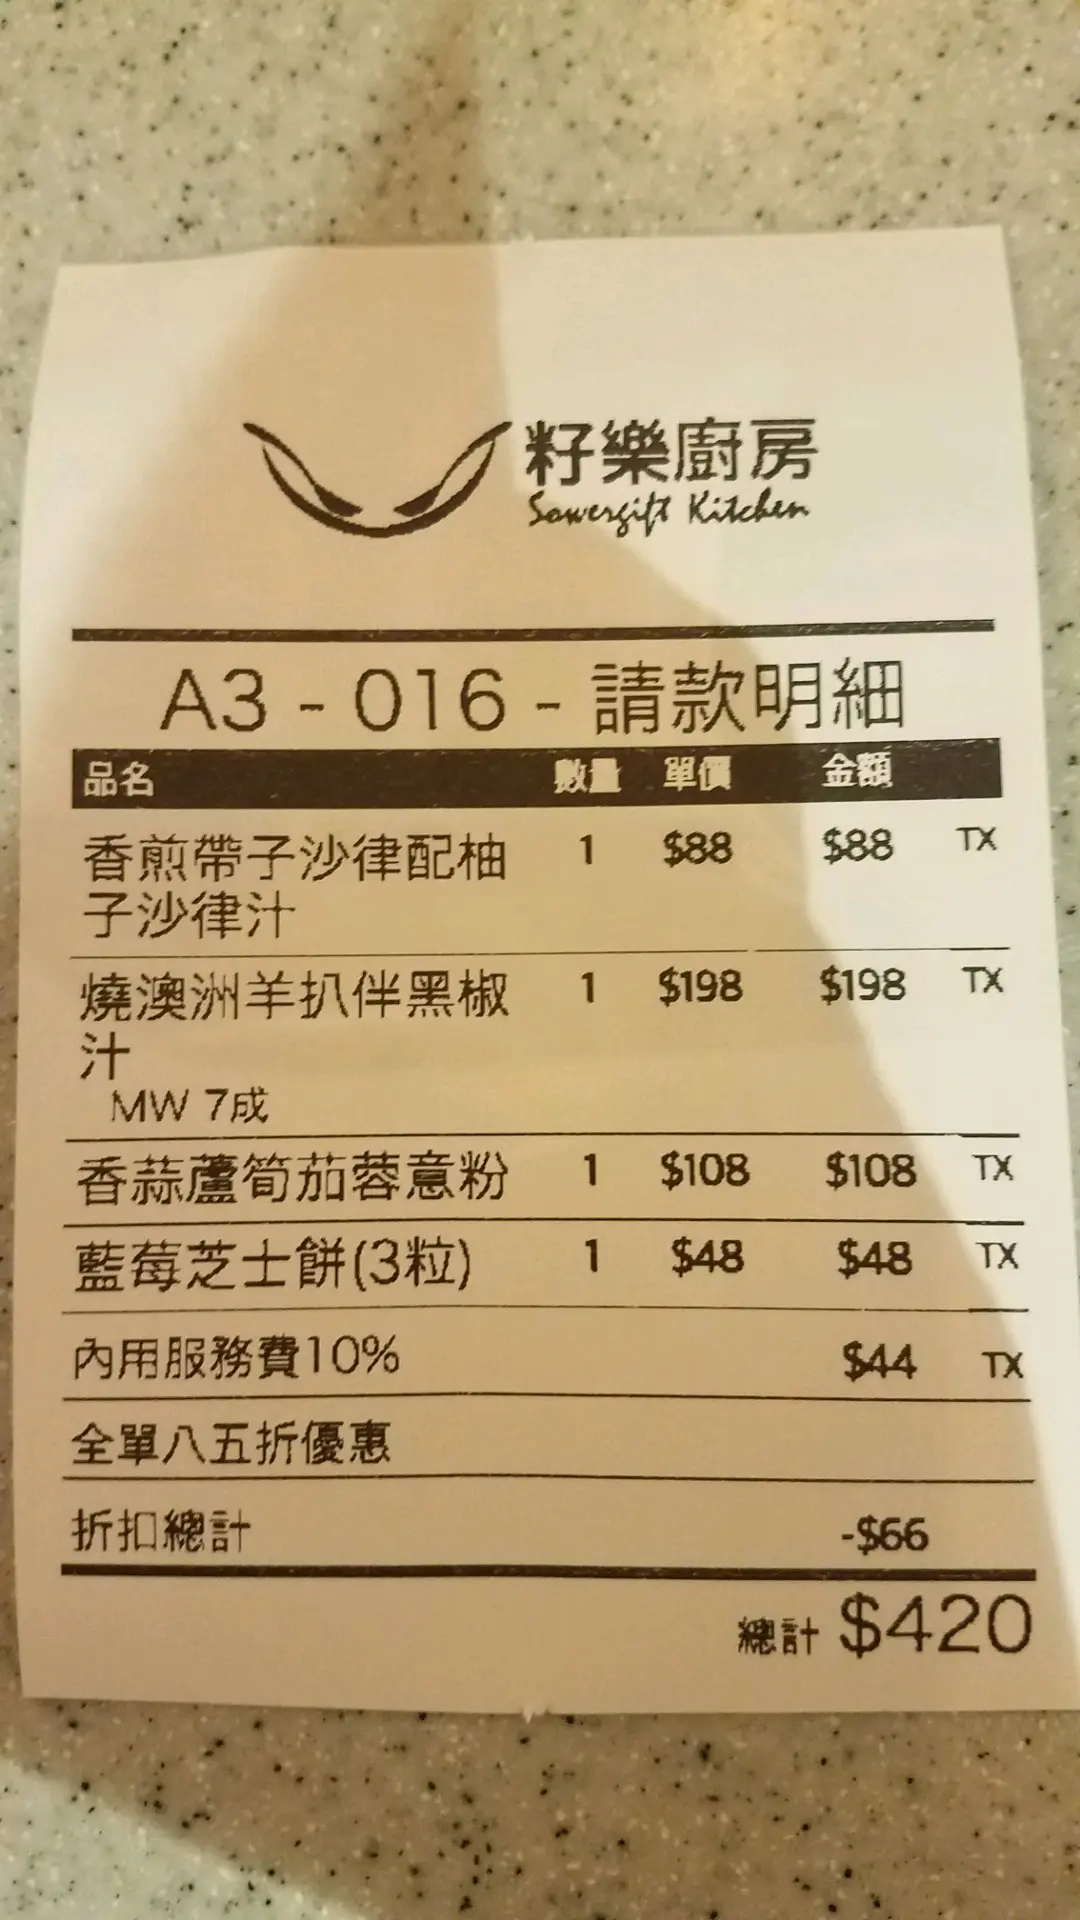 籽樂廚房
Sowergift Kitchen
A3 - 016 - 請款明細
品名 數量 單價 金額
香煎帶子沙律配柚 1 $88 $88 TX
子沙律汁
燒澳洲羊扒伴黑椒 1 $198 $198 TX
汁
MW 7成
香蒜蘆筍茄蓉意粉 1 $108 $108 TX
藍莓芝士餅(3粒) 1 $48 $48 TX
內用服務費10% $44 TX
全單八五折優惠
折扣總計 -$66
總計 $420